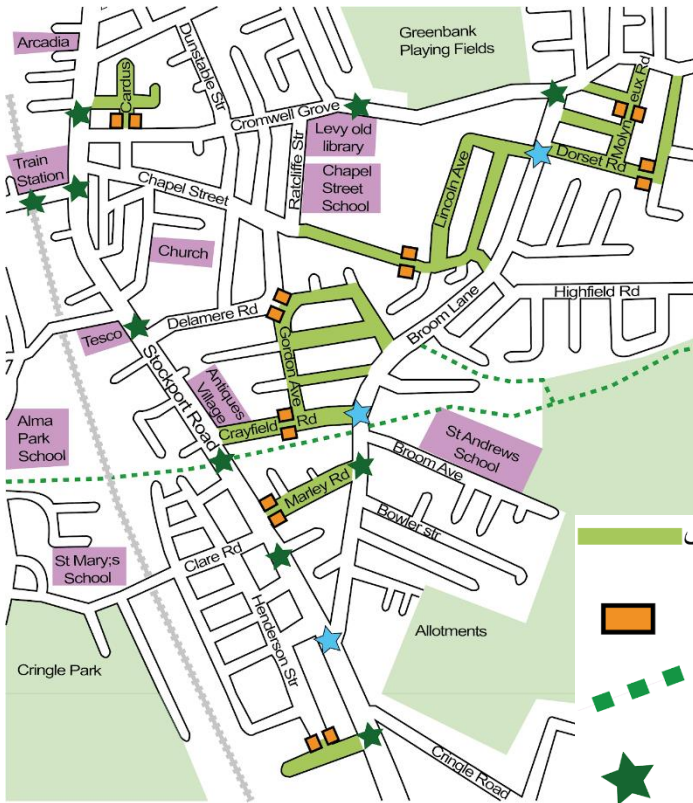 Arcadia
Cardus
Dunstable Str
Greenbank
Playing Fields
eux Rd
Molyn
Cromwell Grove
Levy old
library
Ratcliffe Str
Train
Station
Chapel Street
Chapel
Street
School
Lincoln Ave
Dorset Rd
Church
Highfield Rd
Delamere Rd
Broom Lane
Tesco
Gordon Ave
Stockport Road
Antiques
Village
Crayfield Rd
Alma
Park
School
St Andrews
School
Broom Ave
Marley Rd
Bowler str
Clare Rd
St Mary;s
School
Henderson Str
Allotments
Cringle Park
Cringle Road